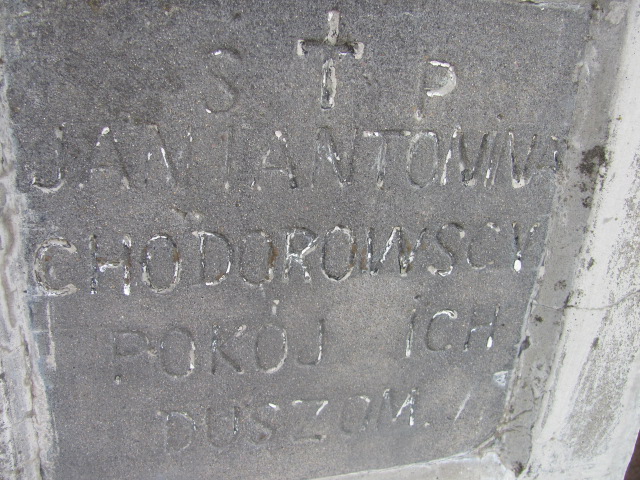 S † P
JAN I ANTONINA
CHODOROWSCY
POKÓJ ICH
DUSZOM.